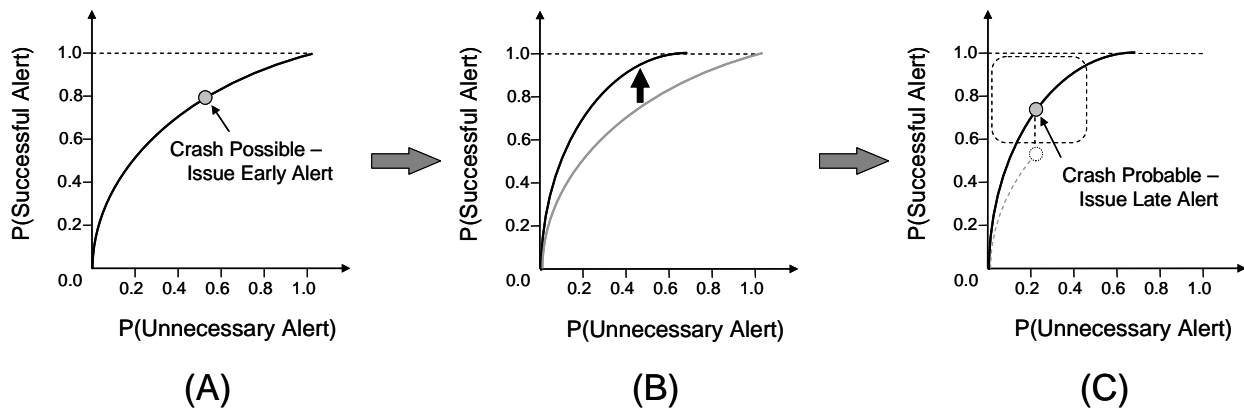 P(Successful Alert)
1.0
0.8
0.6
0.4
0.2
0.0
0.2 0.4 0.6 0.8 1.0
P(Unnecessary Alert)
Crash Possible –
Issue Early Alert
(A)
P(Successful Alert)
1.0
0.8
0.6
0.4
0.2
0.0
0.2 0.4 0.6 0.8 1.0
P(Unnecessary Alert)
(B)
P(Successful Alert)
1.0
0.8
0.6
0.4
0.2
0.0
0.2 0.4 0.6 0.8 1.0
P(Unnecessary Alert)
Crash Probable –
Issue Late Alert
(C)